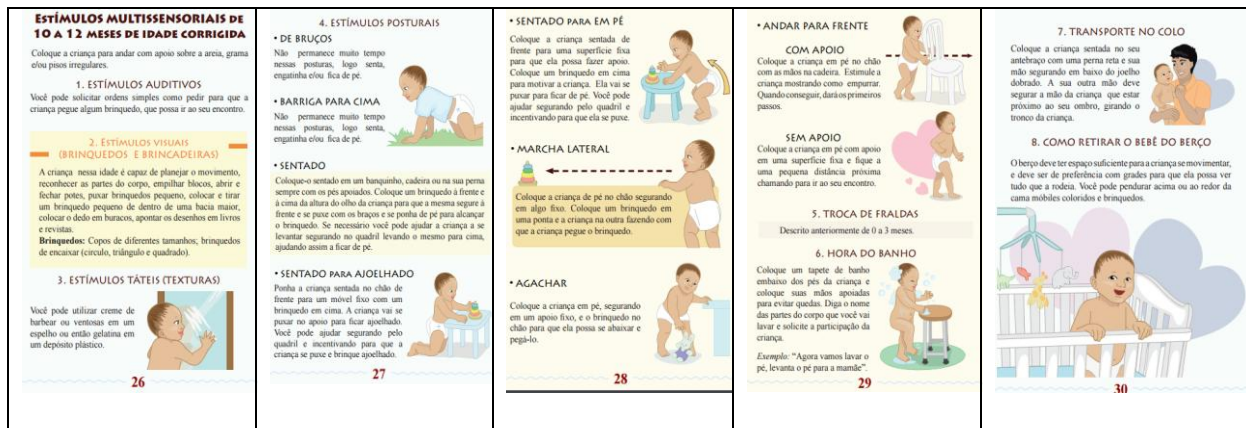 ESTÍMULOS MULTISSENSORIAIS DE
10 A 12 MESES DE IDADE CORRIGIDA
Coloque a criança para andar com apoio sobre a areia, grama
e/ou pisos irregulares.
1. ESTÍMULOS AUDITIVOS
Você pode solicitar ordens simples como pedir para que a
criança pegue algum brinquedo, que possa ir ao seu encontro.
2. ESTÍMULOS VISUAIS
(BRINQUEDOS E BRINCADEIRAS)
A criança nessa idade é capaz de planejar o movimento,
reconhecer as partes do corpo, empilhar blocos, abrir e
fechar potes, puxar brinquedos pequeno, colocar e tirar
um brinquedo pequeno de dentro de uma bacia maior,
colocar o dedo em buracos, apontar os desenhos em livros
e revistas.
Brinquedos: Copos de diferentes tamanhos; brinquedos
de encaixar (circulo, triângulo e quadrado).
3. ESTÍMULOS TÁTEIS (TEXTURAS)
Você pode utilizar creme de
barbear ou ventosas em um
espelho ou então gelatina em
um depósito plástico.
26
4. ESTÍMULOS POSTURAIS
• DE BRUÇOS
Não permanece muito tempo
nessas posturas, logo senta,
engatinha e/ou fica de pé.
• BARRIGA PARA CIMA
Não permanece muito tempo
nessas posturas, logo senta,
engatinha e/ou fica de pé.
• SENTADO
Coloque-o sentado em um banquinho, cadeira ou na sua perna
sempre com os pés apoiados. Coloque um brinquedo à frente e
à cima da altura do olho da criança para que a mesma segure à
frente e se puxe com os braços e se ponha de pé para alcançar
o brinquedo. Se necessário você pode ajudar a criança a se
levantar segurando no quadril levando o mesmo para cima,
ajudando assim a ficar de pé.
• SENTADO PARA AJOELHADO
Ponha a criança sentada no chão de
frente para um móvel fixo com um
brinquedo em cima. A criança vai se
puxar no apoio para ficar ajoelhado.
Você pode ajudar segurando pelo
quadril e incentivando para que a
criança se puxe e brinque ajoelhado.
27
• SENTADO PARA EM PÉ
Coloque a criança sentada de
frente para uma superfície fixa
para que ela possa fazer apoio.
Coloque um brinquedo em cima
para motivar a criança. Ela vai se
puxar para ficar de pé. Você pode
ajudar segurando pelo quadril e
incentivando para que ela se puxe.
• MARCHA LATERAL
Coloque a criança de pé no chão segurando
em algo fixo. Coloque um brinquedo em
uma ponta e a criança na outra fazendo com
que a criança pegue o brinquedo.
• AGACHAR
Coloque a criança em pé, segurando
em um apoio fixo, e o brinquedo no
chão para que ela possa se abaixar e
pegá-lo.
28
• ANDAR PARA FRENTE
COM APOIO
Coloque a criança em pé no chão
com as mãos na cadeira. Estimule a
criança mostrando como empurrar.
Quando conseguir, dará os primeiros
passos.
SEM APOIO
Coloque a criança em pé com apoio
em uma superfície fixa e fique a
uma pequena distância próxima
chamando para ir ao seu encontro.
5. TROCA DE FRALDAS
Descrito anteriormente de 0 a 3 meses.
6. HORA DO BANHO
Coloque um tapete de banho
embaixo dos pés da criança e
coloque suas mãos apoiadas
para evitar quedas. Diga o nome
das partes do corpo que você vai
lavar e solicite a participação da
criança.
Exemplo: “Agora vamos lavar o
pé, levanta o pé para a mamãe”.
29
7. TRANSPORTE NO COLO
Coloque a criança sentada no seu
antebraço com uma perna reta e sua
mão segurando em baixo do joelho
dobrado. A sua outra mão deve
segurar a mão da criança que estar
próximo ao seu ombro, girando o
tronco da criança.
8. COMO RETIRAR O BEBÊ DO BERÇO
O berço deve ter espaço suficiente para a criança se movimentar,
e deve ser de preferência com grades para que ela possa ver
tudo que a rodeia. Você pode pendurar acima ou ao redor da
cama móbiles coloridos e brinquedos.
30